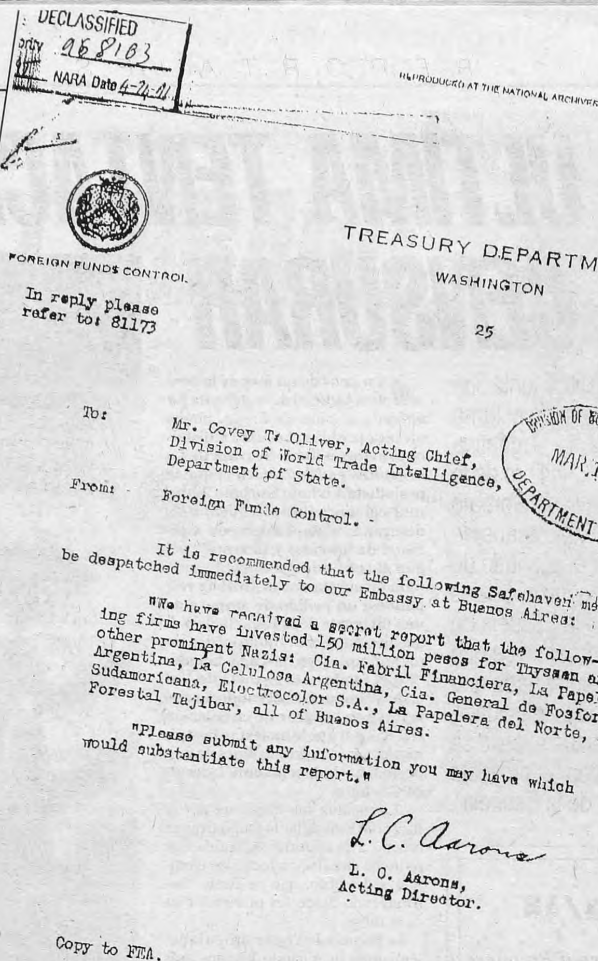 DECLASSIFIED
968103
NARA Date
REPRODUCED AT THE NATIONAL ARCHIVES
FOREIGN FUNDS CONTROL
In reply please
refer to: 81173
TREASURY DEPARTM
WASHINGTON
25
To:
Mr. Covey T. Oliver, Acting Chief,
Division of World Trade Intelligence,
Department of State.
From:
Foreign Funds Control.
DIVISION OF
MAR.
DEPARTMENT
It is recommended that the following Safehaven me
be despatched immediately to our Embassy at Buenos Aires:
"We have received a secret report that the follow-
ing firms have invested 150 million pesos for Thyssen a
other prominent Nazis: Cia. Fabril Financiera, La Papel
Argentina, La Celulosa Argentina, Cia. General de Fosfor
Sudamericana, Electrocolor S.A., La Papelera del Norte,
Forestal Tajibar, all of Buenos Aires.
"Please submit any information you may have which
would substantiate this report."
L. C. Aarons
L. C. Aarons,
Acting Director.
Copy to FEA.